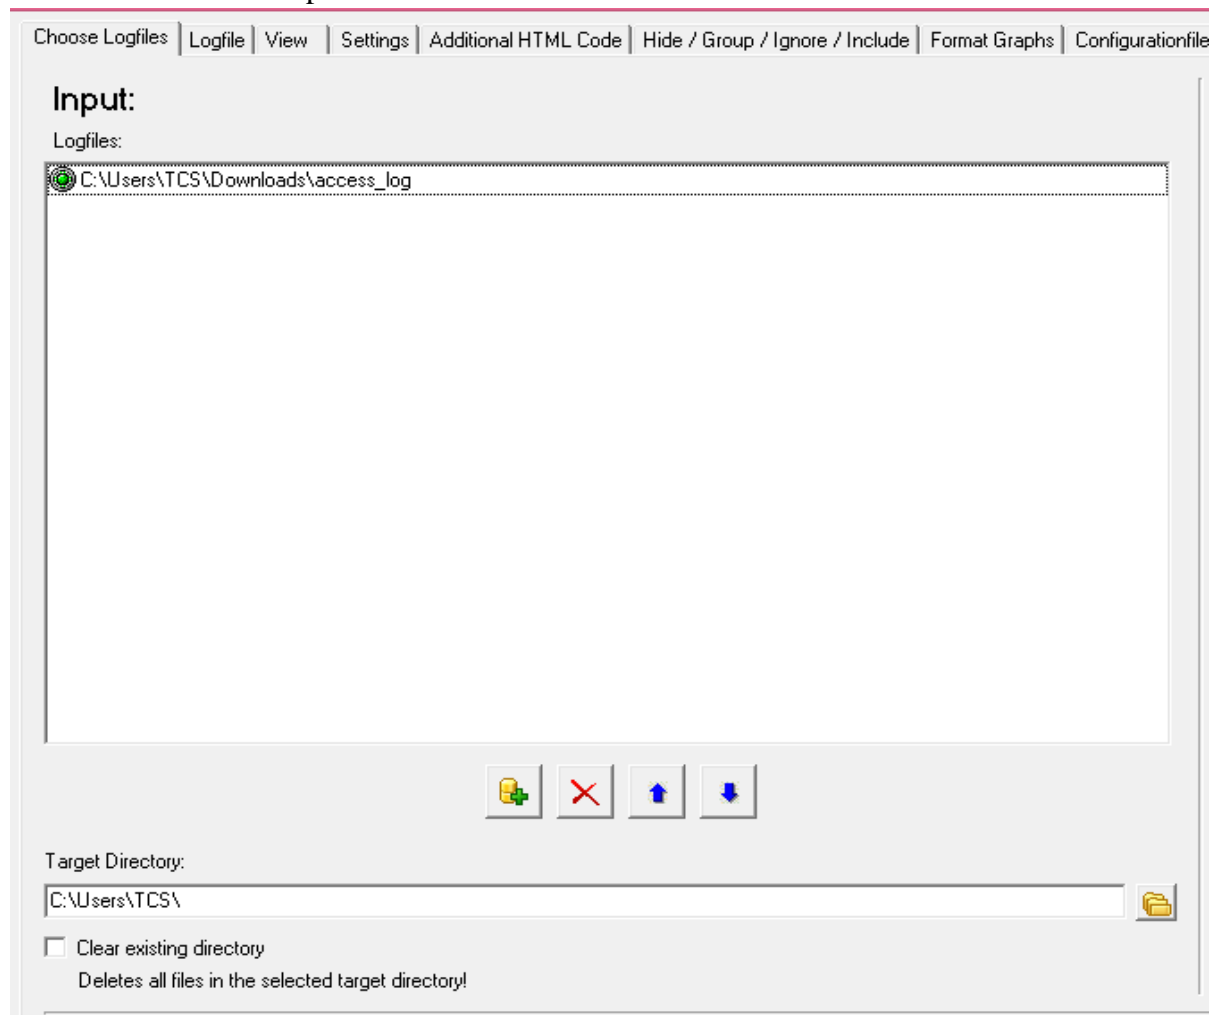 Choose Logfiles Logfile View Settings Additional HTML Code Hide / Group / Ignore / Include Format Graphs Configurationfile
Input:
Logfiles:
C:\Users\TCS\Downloads\access_log
Target Directory:
C:\Users\TCS\
Clear existing directory
Deletes all files in the selected target directory!